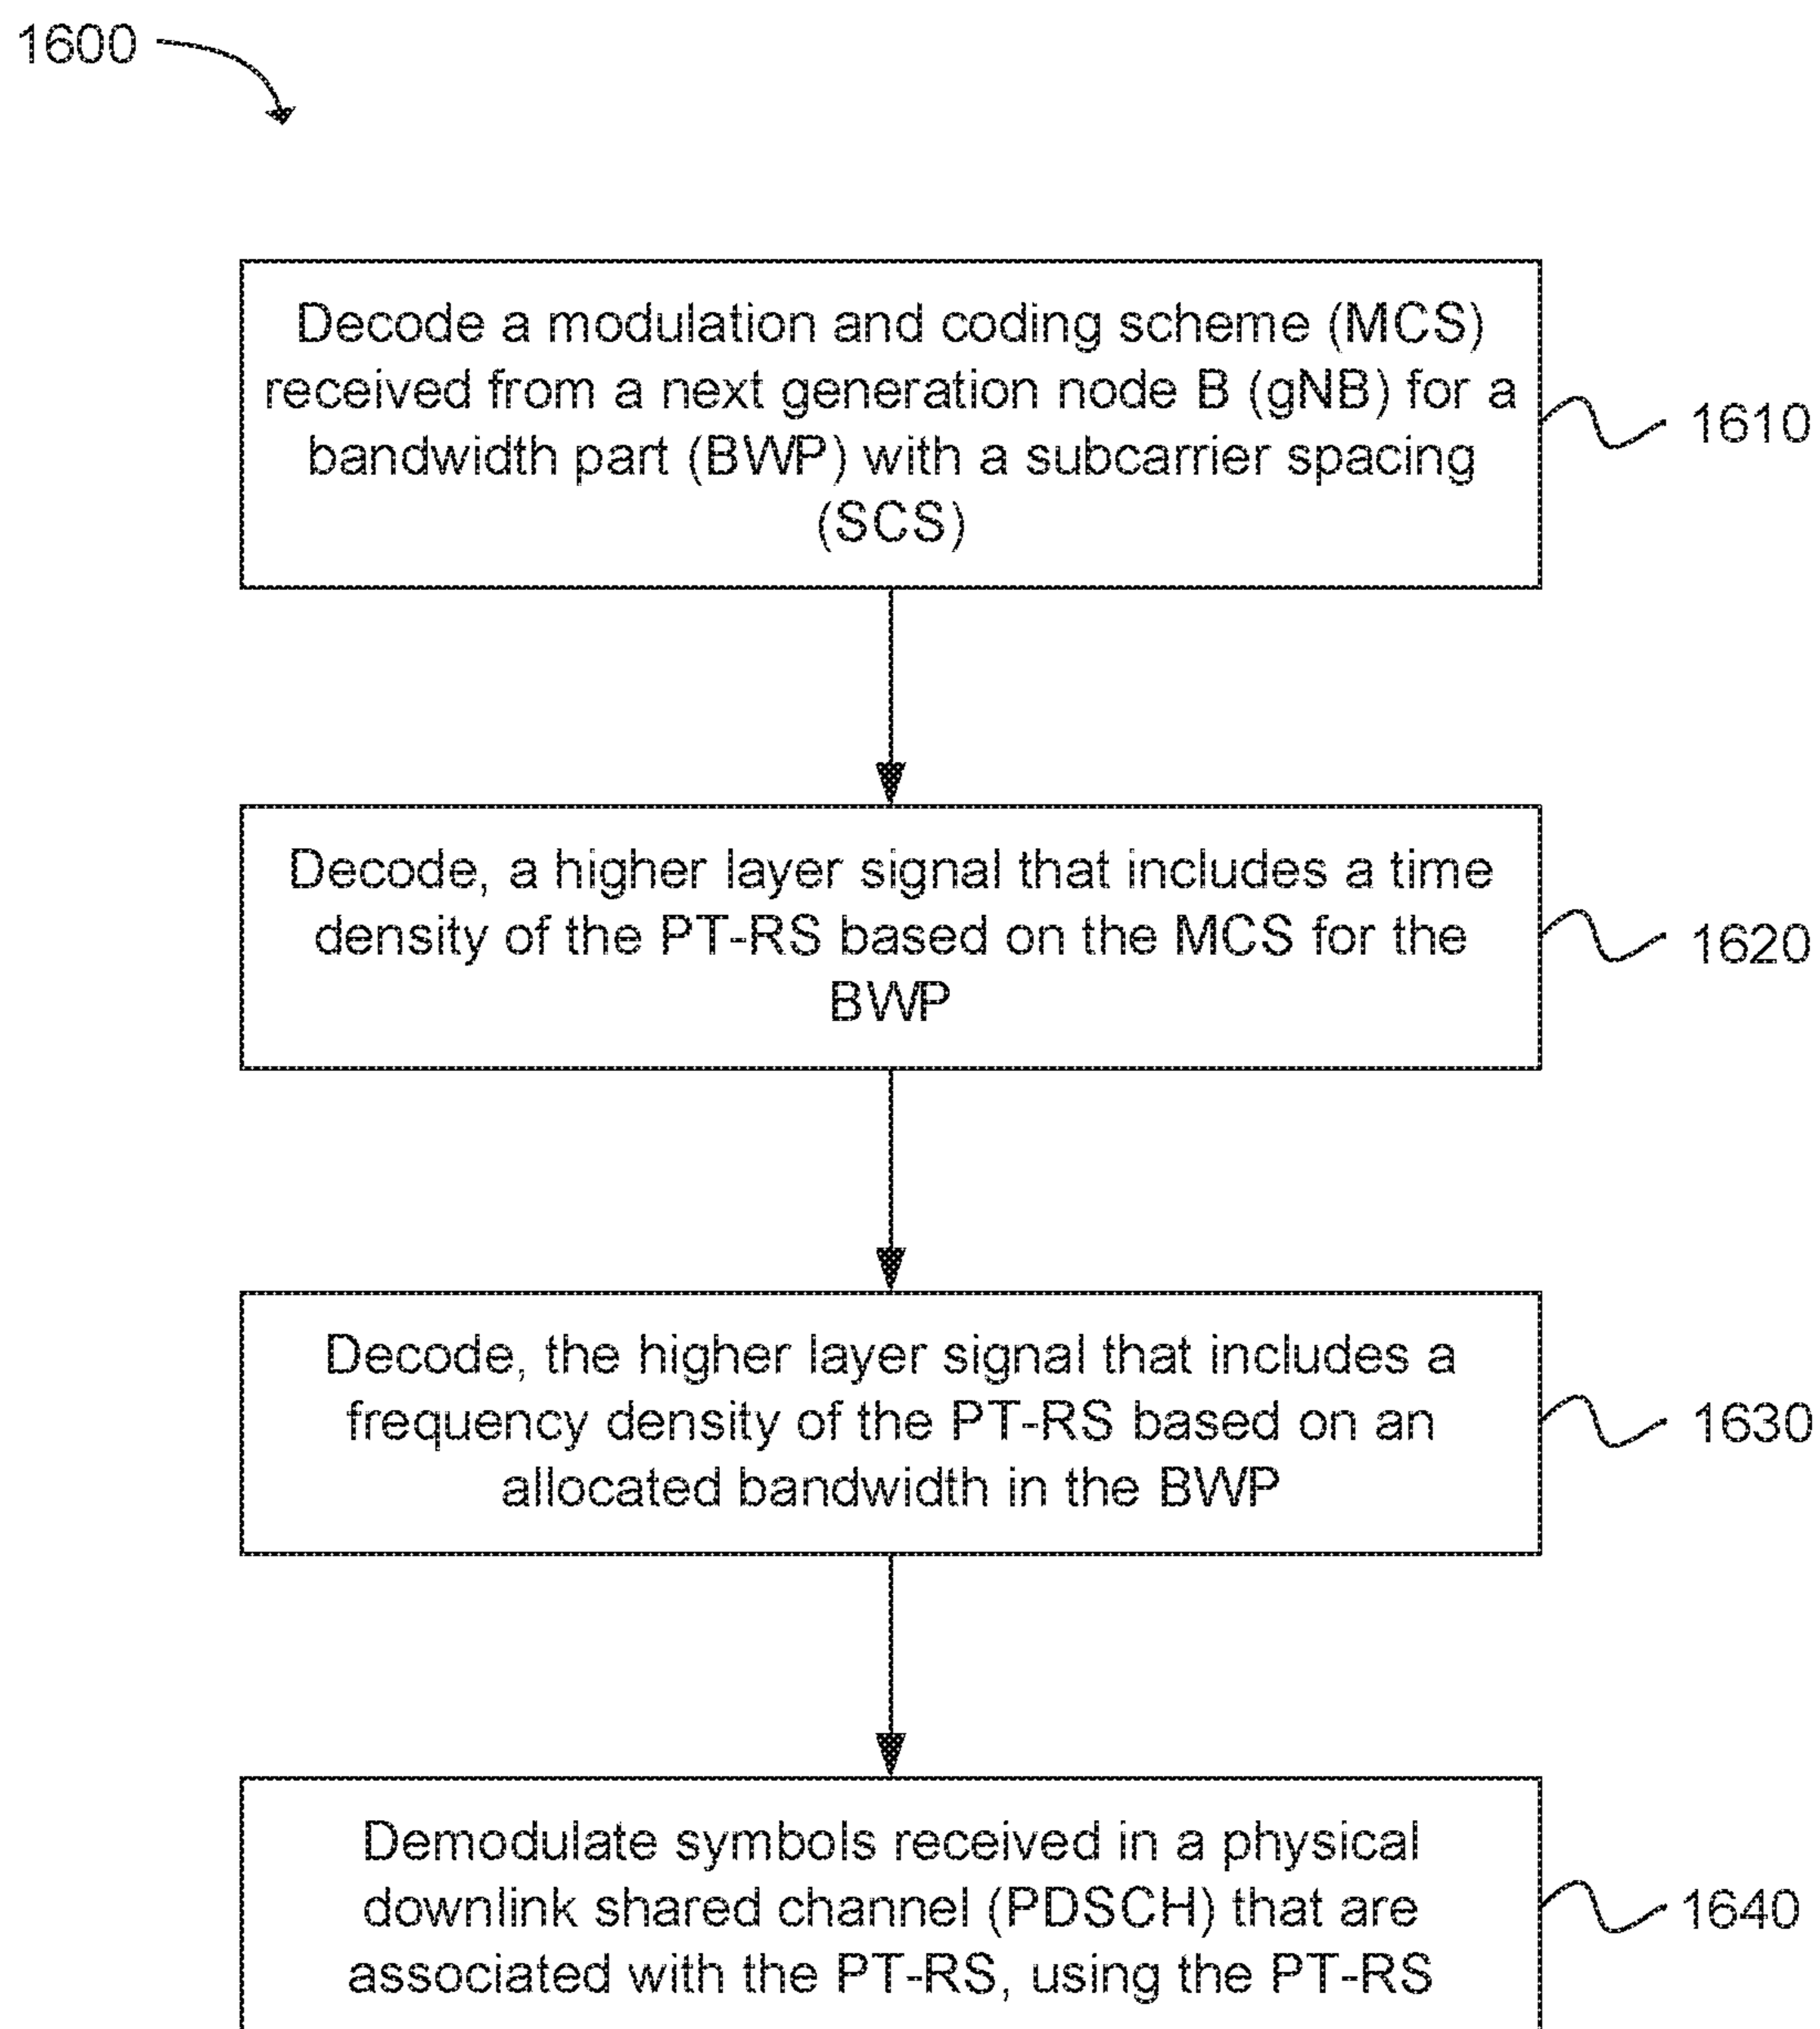 1600
Decode a modulation and coding scheme (MCS)
received from a next generation node B (gNB) for a
bandwidth part (BWP) with a subcarrier spacing
(SCS)
1610
Decode, a higher layer signal that includes a time
density of the PT-RS based on the MCS for the
BWP
1620
Decode, the higher layer signal that includes a
frequency density of the PT-RS based on an
allocated bandwidth in the BWP
1630
Demodulate symbols received in a physical
downlink shared channel (PDSCH) that are
associated with the PT-RS, using the PT-RS
1640